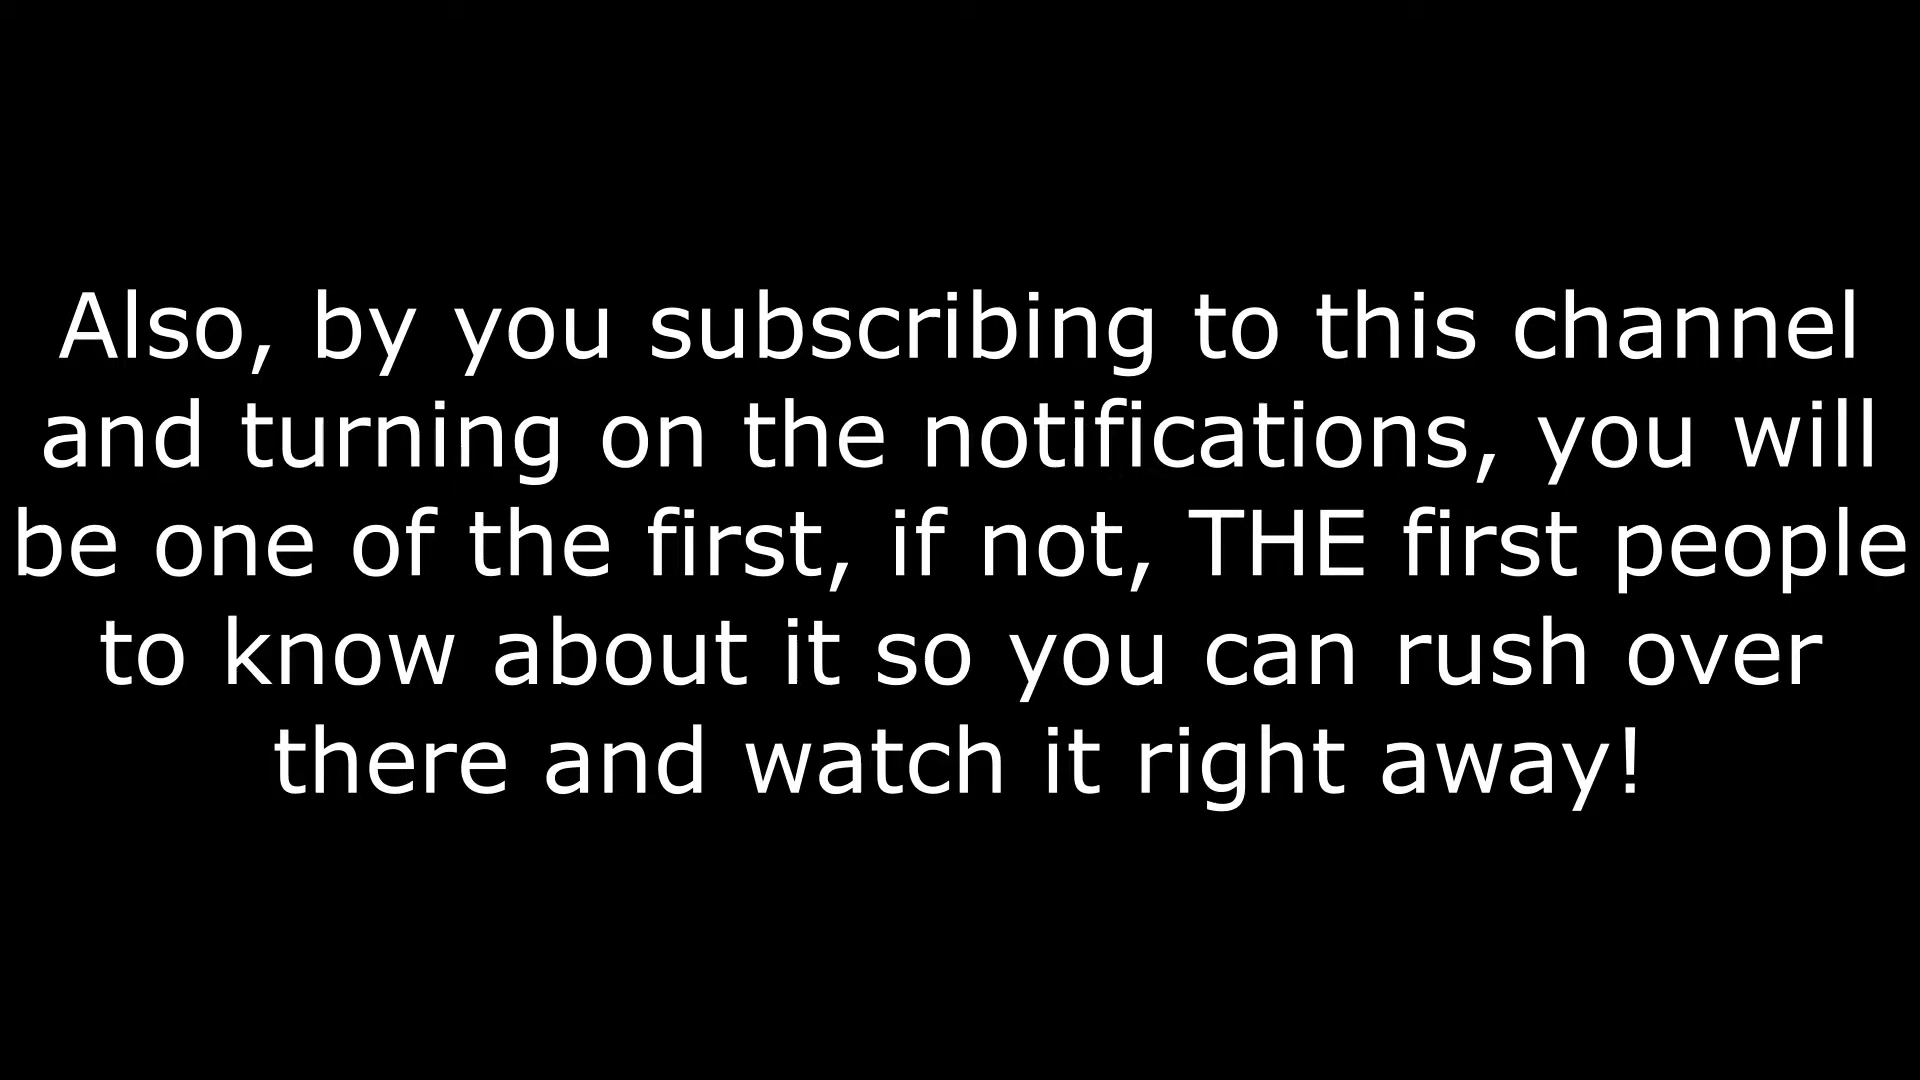 Also, by you subscribing to this channel
and turning on the notifications, you will
be one of the first, if not, THE first people
to know about it so you can rush over
there and watch it right away!